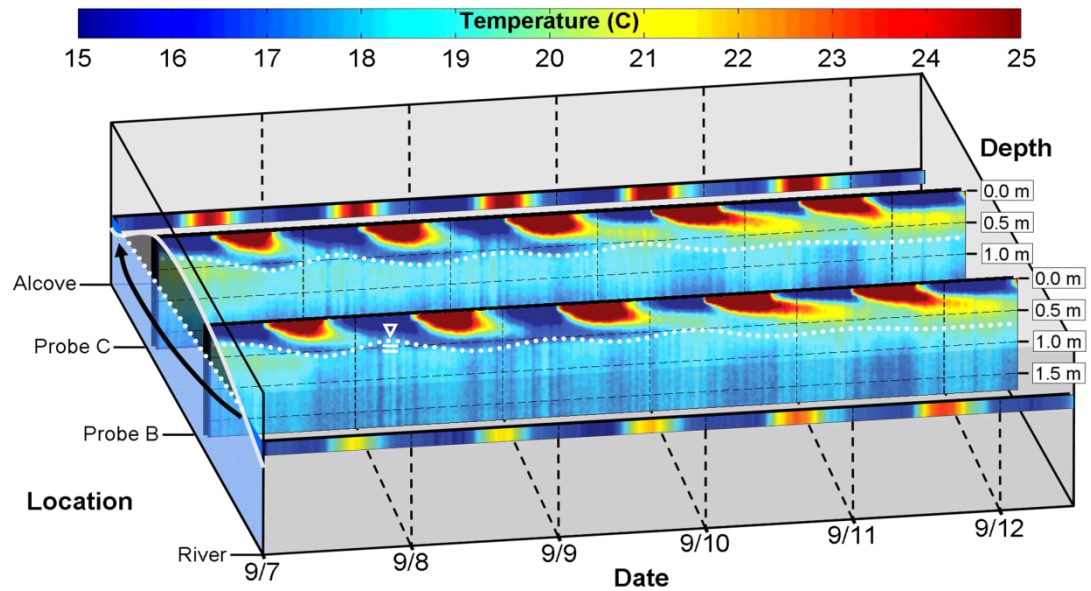 Temperature (C)
15 16 17 18 19 20 21 22 23 24 25
Depth
0.0 m
0.5 m
1.0 m
0.0 m
0.5 m
1.0 m
1.5 m
Alcove
Probe C
Probe B
Location
River
9/7 9/8 9/9 9/10 9/11 9/12
Date